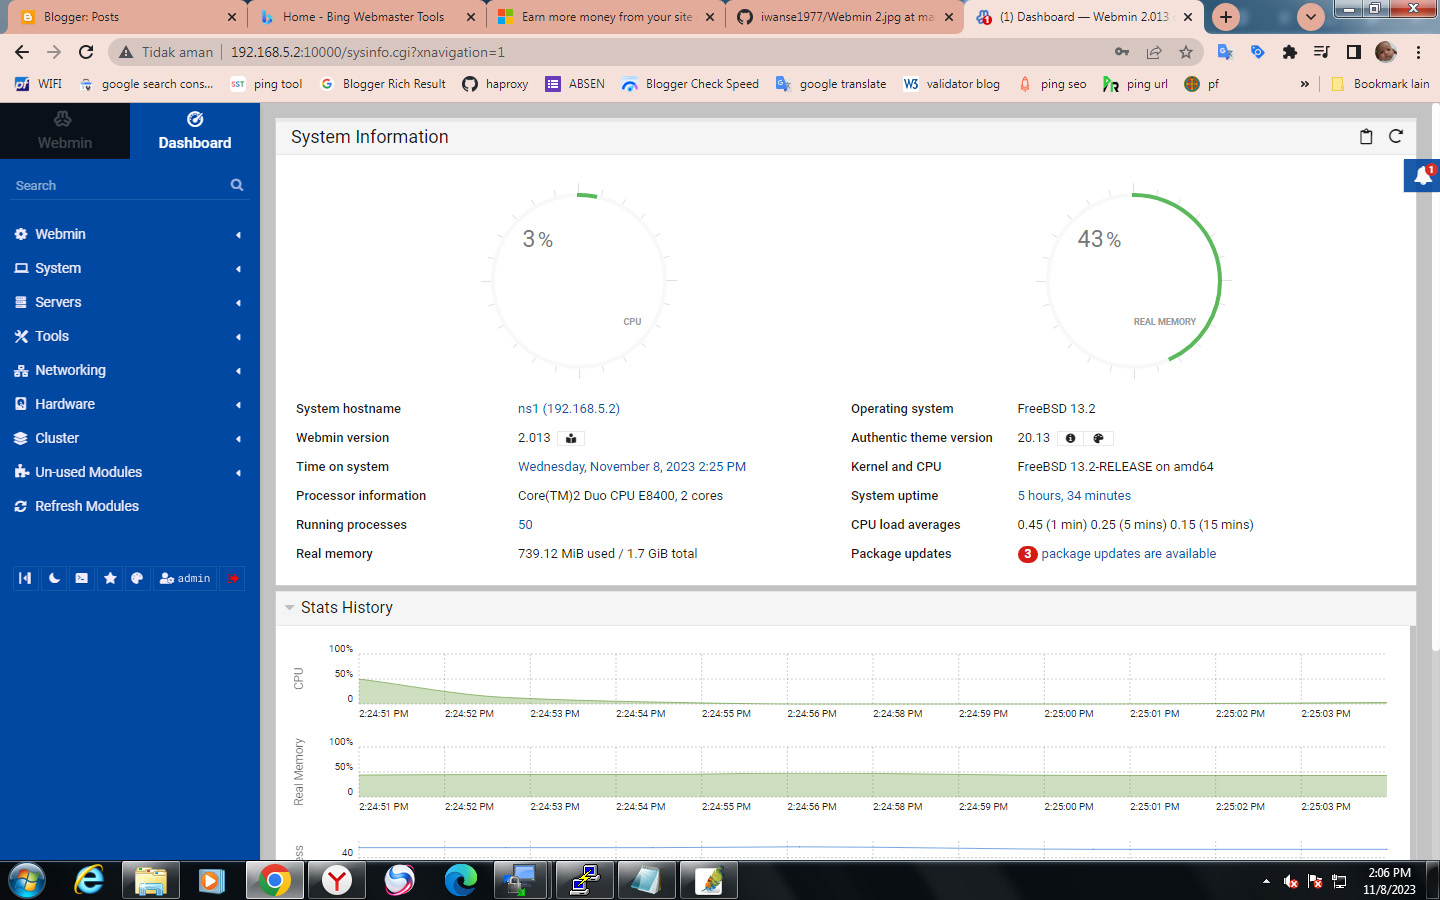 Blogger: Posts
Home - Bing Webmaster Tools
Earn more money from your site
iwanse1977/Webmin 2.jpg at ma
(1) Dashboard — Webmin 2.013
Tidak aman
192.168.5.2:10000/sysinfo.cgi?xnavigation=1
WIFI
google search cons...
ping tool
Blogger Rich Result
haproxy
ABSEN
Blogger Check Speed
google translate
validator blog
ping seo
ping url
pf
»
Bookmark lain
Webmin
Dashboard
Search
Webmin
System
Servers
Tools
Networking
Hardware
Cluster
Un-used Modules
Refresh Modules
admin
System Information
1
3%
CPU
43%
REAL MEMORY
System hostname ns1 (192.168.5.2)
Operating system FreeBSD 13.2
Webmin version 2.013
Authentic theme version 20.13
Time on system Wednesday, November 8, 2023 2:25 PM
Kernel and CPU FreeBSD 13.2-RELEASE on amd64
Processor information Core(TM)2 Duo CPU E8400, 2 cores
System uptime 5 hours, 34 minutes
Running processes 50
CPU load averages 0.45 (1 min) 0.25 (5 mins) 0.15 (15 mins)
Real memory 739.12 MiB used / 1.7 GiB total
Package updates 3 package updates are available
Stats History
CPU
100%
50%
0
2:24:51 PM 2:24:52 PM 2:24:53 PM 2:24:54 PM 2:24:55 PM 2:24:56 PM 2:24:58 PM 2:24:59 PM 2:25:00 PM 2:25:01 PM 2:25:02 PM 2:25:03 PM
Real Memory
100%
50%
0
2:24:51 PM 2:24:52 PM 2:24:53 PM 2:24:54 PM 2:24:55 PM 2:24:56 PM 2:24:58 PM 2:24:59 PM 2:25:00 PM 2:25:01 PM 2:25:02 PM 2:25:03 PM
40
2:06 PM
11/8/2023